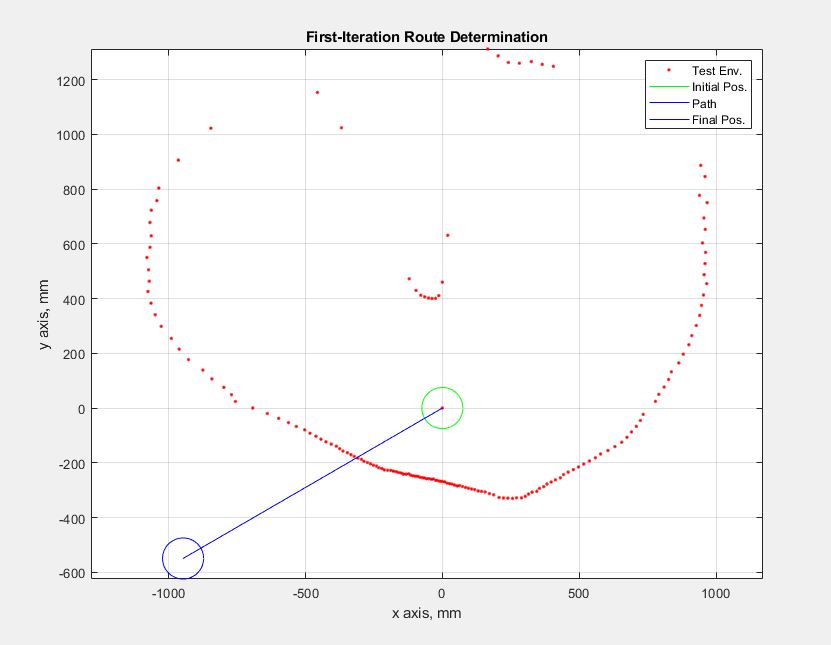 First-Iteration Route Determination
Test Env.
Initial Pos.
Path
Final Pos.
1200
1000
800
600
400
200
0
-200
-400
-600
y axis, mm
-1000
-500
0
500
1000
x axis, mm